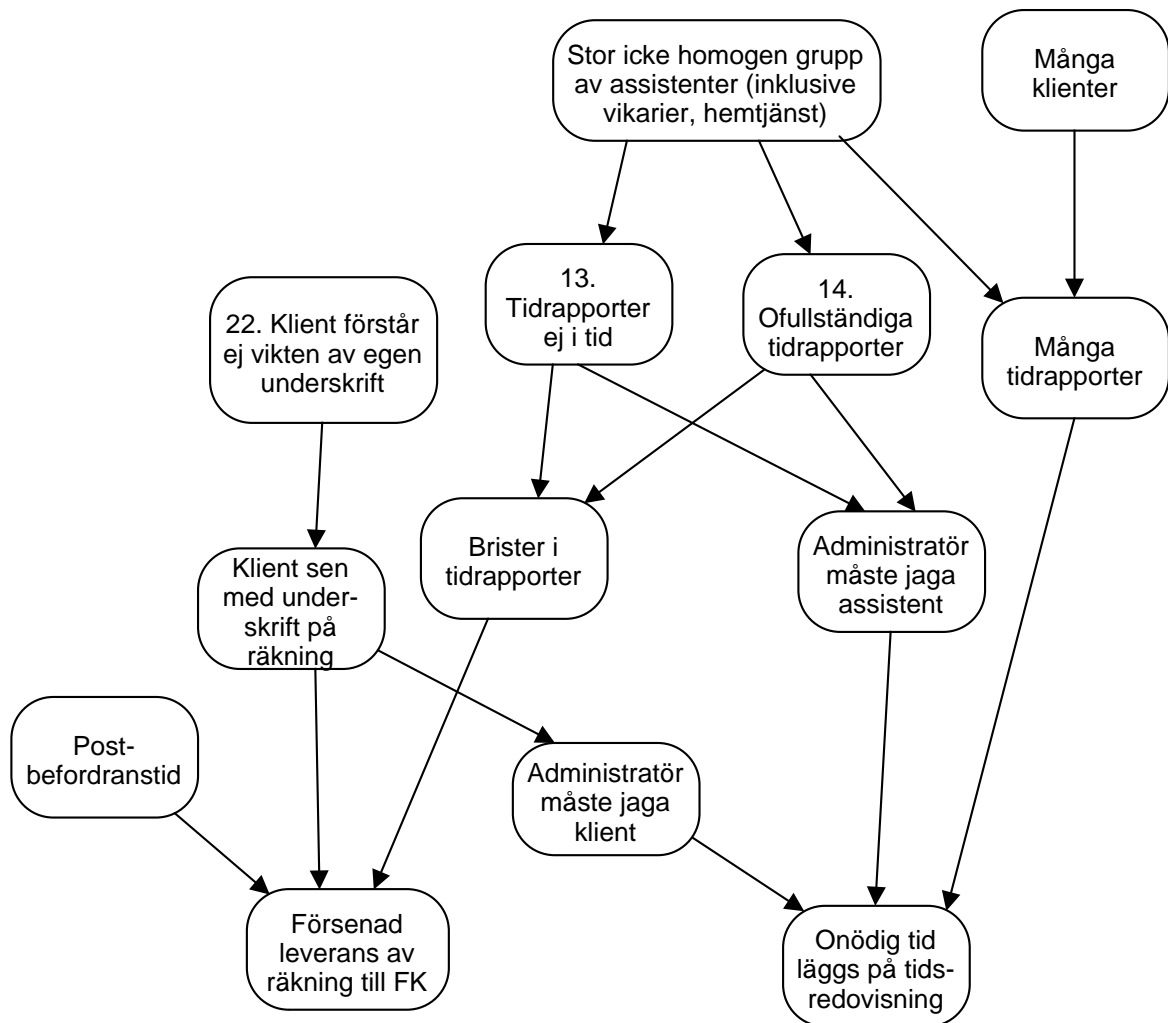 Stor icke homogen grupp
av assistenter (inklusive
vikarier, hemtjänst)
Många
klienter
13.
Tidrapporter
ej i tid
14.
Ofullständiga
tidrapporter
22. Klient förstår
ej vikten av egen
underskrift
Många
tidrapporter
Brister i
tidrapporter
Administratör
måste jaga
assistent
Klient sen
med under-
skrift på
räkning
Post-
befordranstid
Administratör
måste jaga
klient
Försenad
leverans av
räkning till FK
Onödig tid
läggs på tids-
redovisning